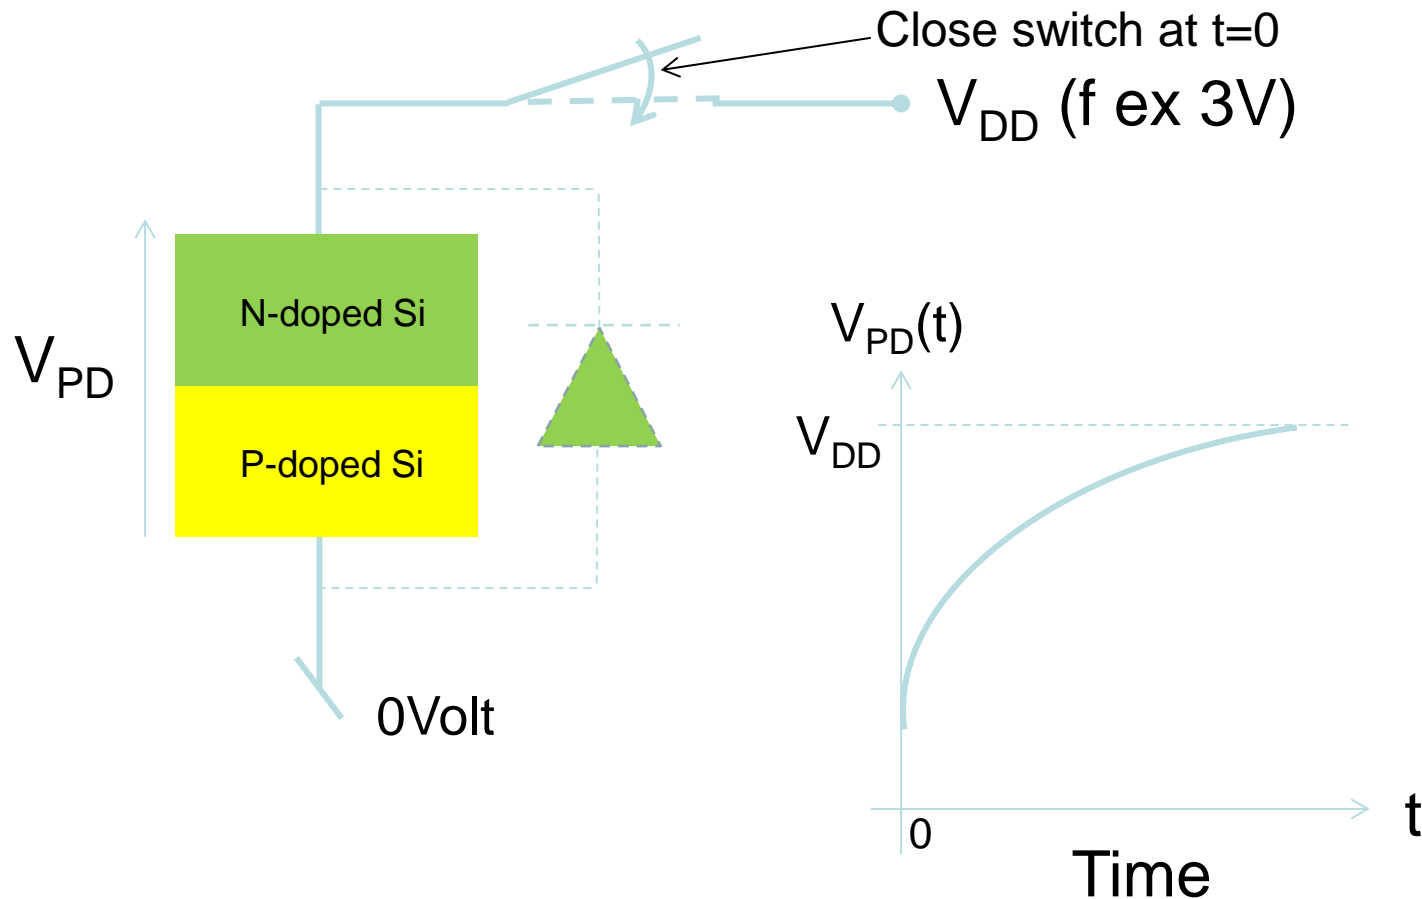 Close switch at t=0
VDD (f ex 3V)
N-doped Si
VPD
P-doped Si
0Volt
VPD(t)
VDD
0
t
Time